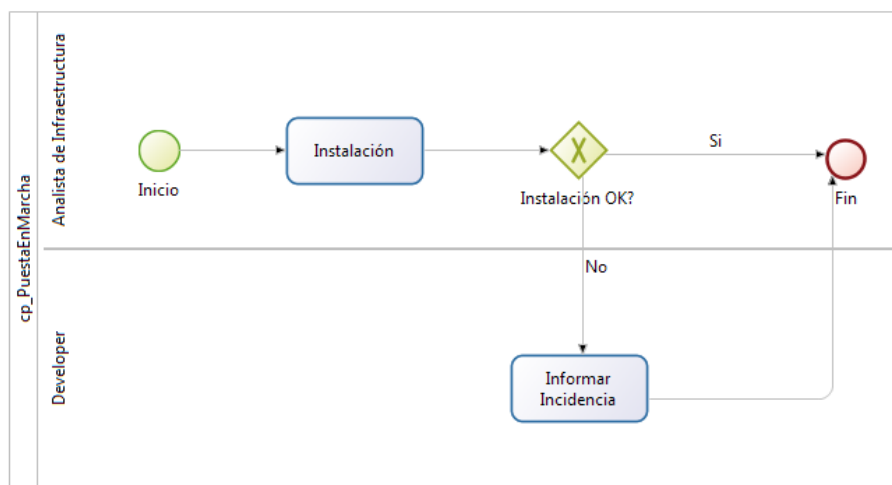 cp_PuestaEnMarcha
Analista de Infraestructura
Inicio
Instalación
Instalación OK?
Si
Fin
No
Developer
Informar
Incidencia